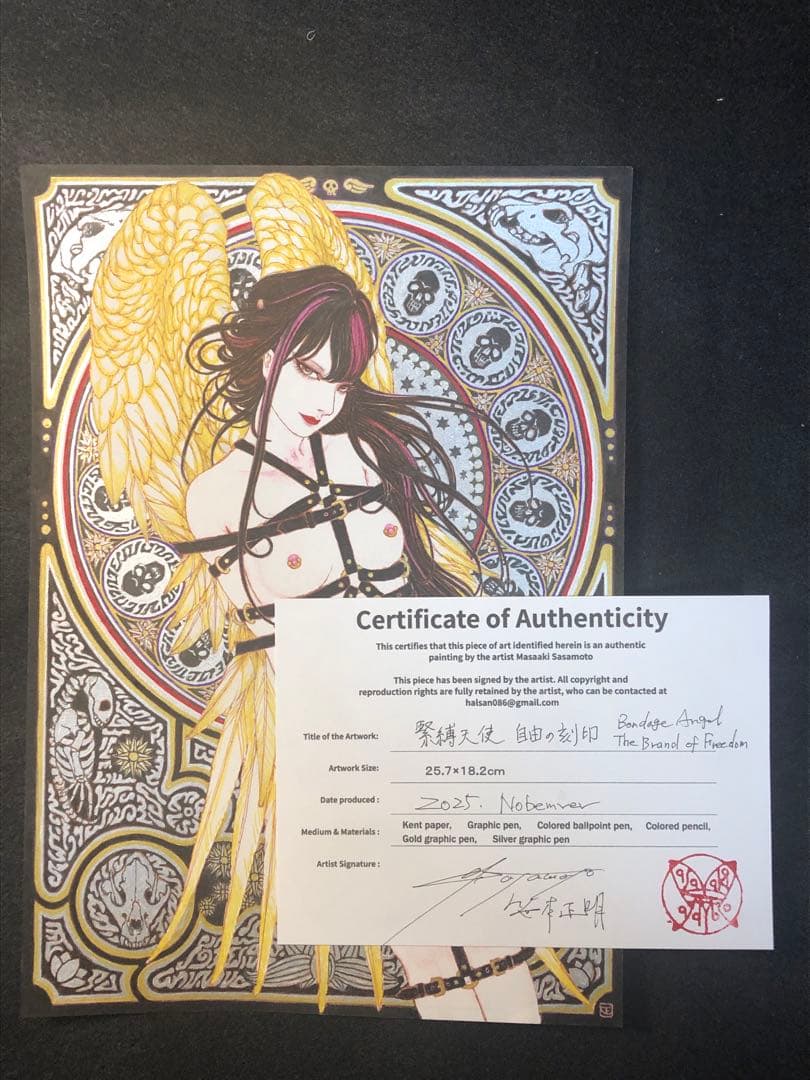 Certificate of Authenticity
This certifies that this piece of art identified herein is an authentic
painting by the artist Masaaki Sasamoto
This piece has been signed by the artist. All copyright and
reproduction rights are fully retained by the artist, who can be contacted at
halsan086@gmail.com
Title of the Artwork: 緊縛天使 自由の刻印 Bondage Angel
The Brand of Freedom
Artwork Size: 25.7×18.2cm
Date produced : 2025. Nobemver
Medium & Materials : Kent paper, Graphic pen, Colored ballpoint pen, Colored pencil,
Gold graphic pen, Silver graphic pen
Artist Signature :
笹本正明